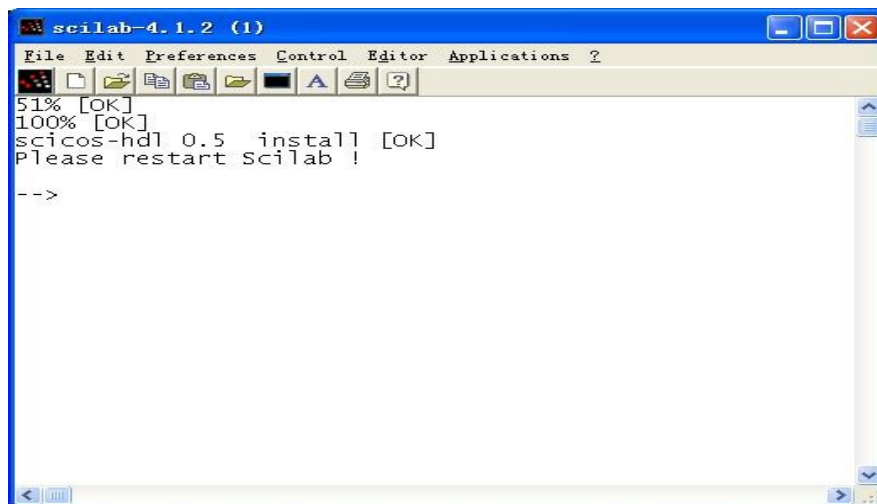 scilab-4.1.2 (1)
File Edit Preferences Control Editor Applications ?
51% [OK]
100% [OK]
scicos-hdl 0.5 install [OK]
Please restart Scilab !
-->